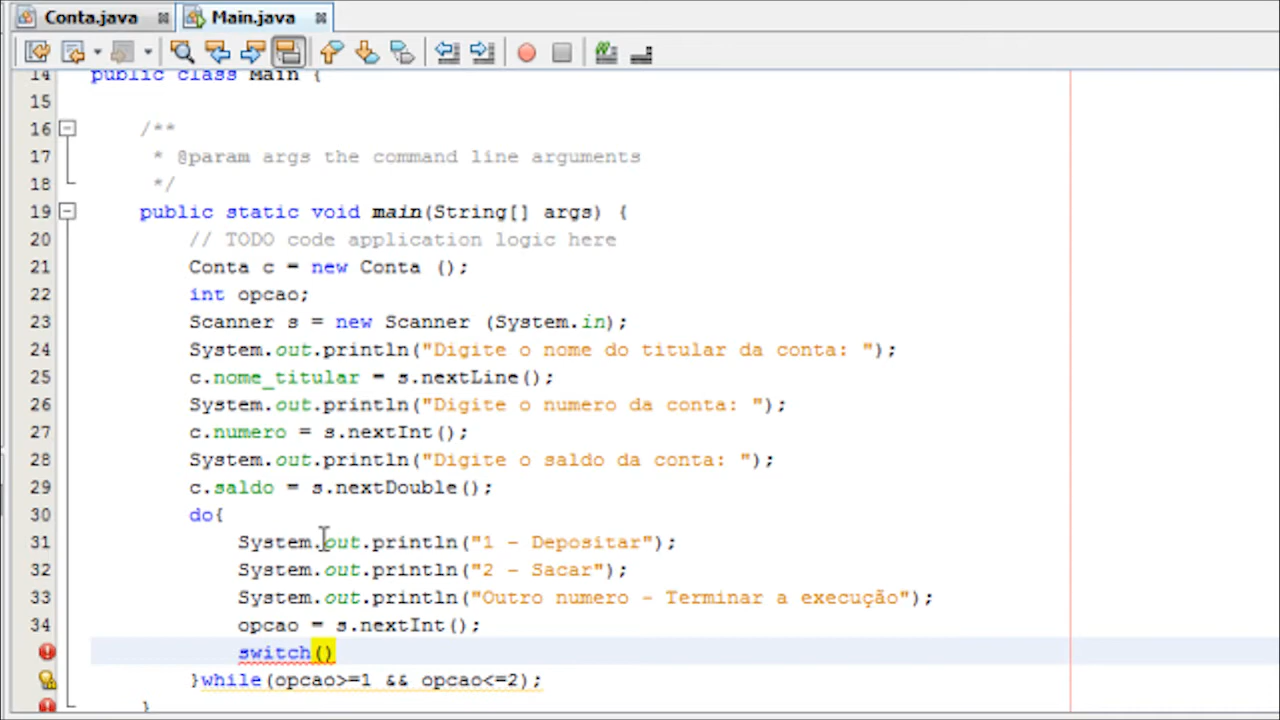 Conta.java Main.java
14 public class Main {
15
16 /**
17 * @param args the command line arguments
18 */
19 public static void main(String[] args) {
20 // TODO code application logic here
21 Conta c = new Conta ();
22 int opcao;
23 Scanner s = new Scanner (System.in);
24 System.out.println("Digite o nome do titular da conta: ");
25 c.nome_titular = s.nextLine();
26 System.out.println("Digite o numero da conta: ");
27 c.numero = s.nextInt();
28 System.out.println("Digite o saldo da conta: ");
29 c.saldo = s.nextDouble();
30 do{
31 System.out.println("1 - Depositar");
32 System.out.println("2 - Sacar");
33 System.out.println("Outro numero - Terminar a execução");
34 opcao = s.nextInt();
switch()
}while(opcao>=1 && opcao<=2);
}